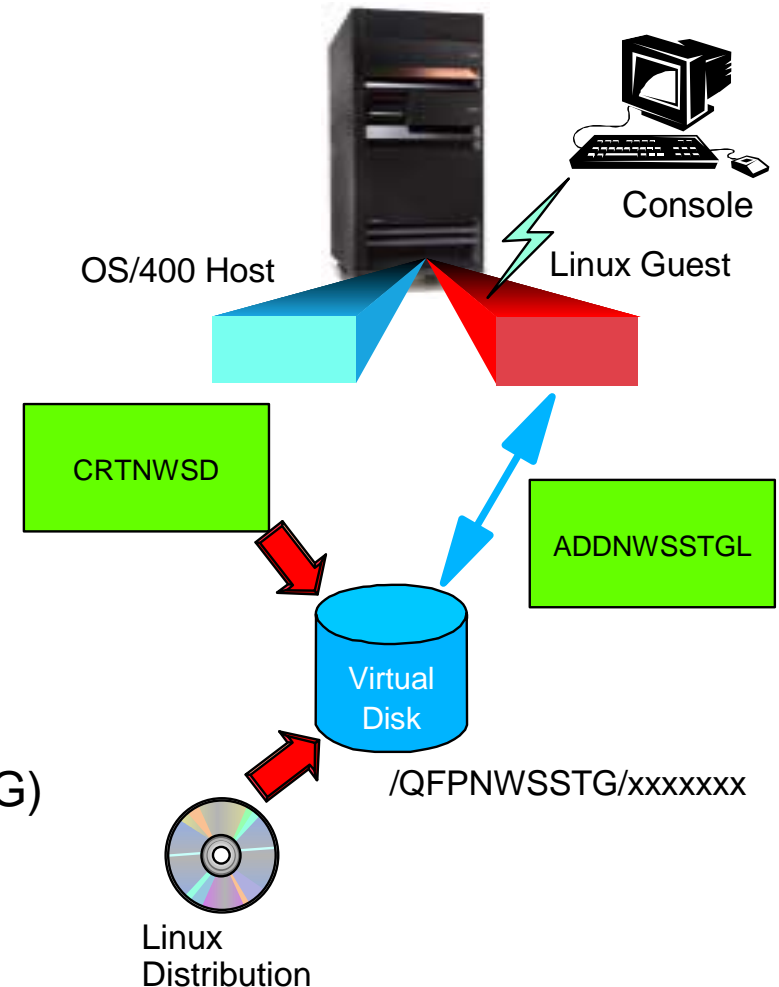 Console
OS/400 Host
Linux Guest
CRTNWSD
ADDNWSSTGL
Virtual
Disk
G)
/QFPNWSSTG/xxxxxxx
Linux
Distribution